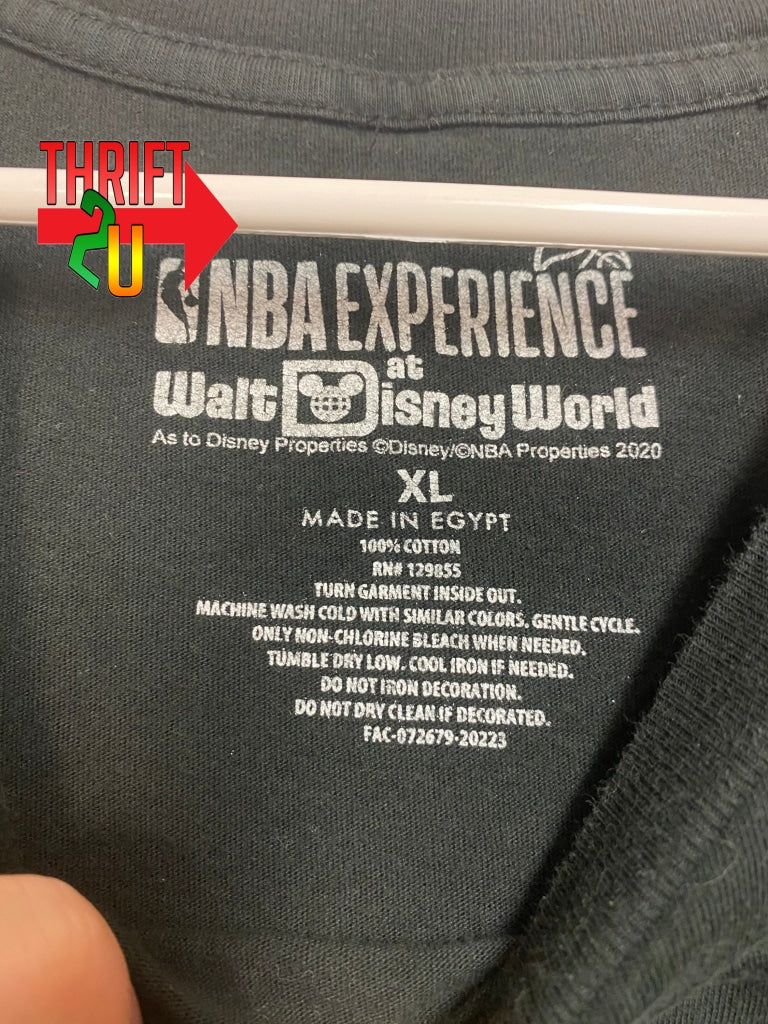 THRIFT
2U
NBA EXPERIENCE
at
Walt Disney World
As to Disney Properties ©Disney/©NBA Properties 2020
XL
MADE IN EGYPT
100% COTTON
RN# 129855
TURN GARMENT INSIDE OUT.
MACHINE WASH COLD WITH SIMILAR COLORS. GENTLE CYCLE.
ONLY NON-CHLORINE BLEACH WHEN NEEDED.
TUMBLE DRY LOW. COOL IRON IF NEEDED.
DO NOT IRON DECORATION.
DO NOT DRY CLEAN IF DECORATED.
FAC-072679-20223